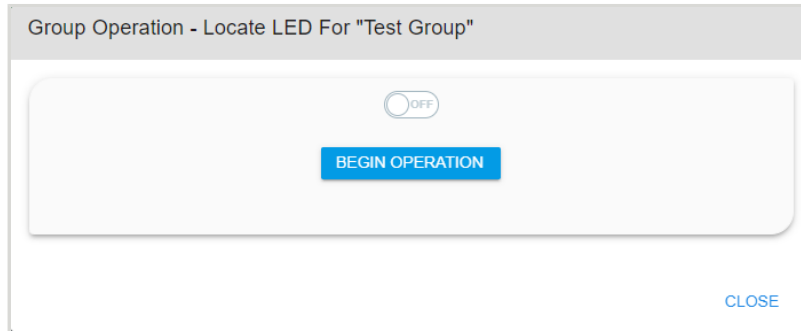 Group Operation - Locate LED For "Test Group"
OFF
BEGIN OPERATION
CLOSE